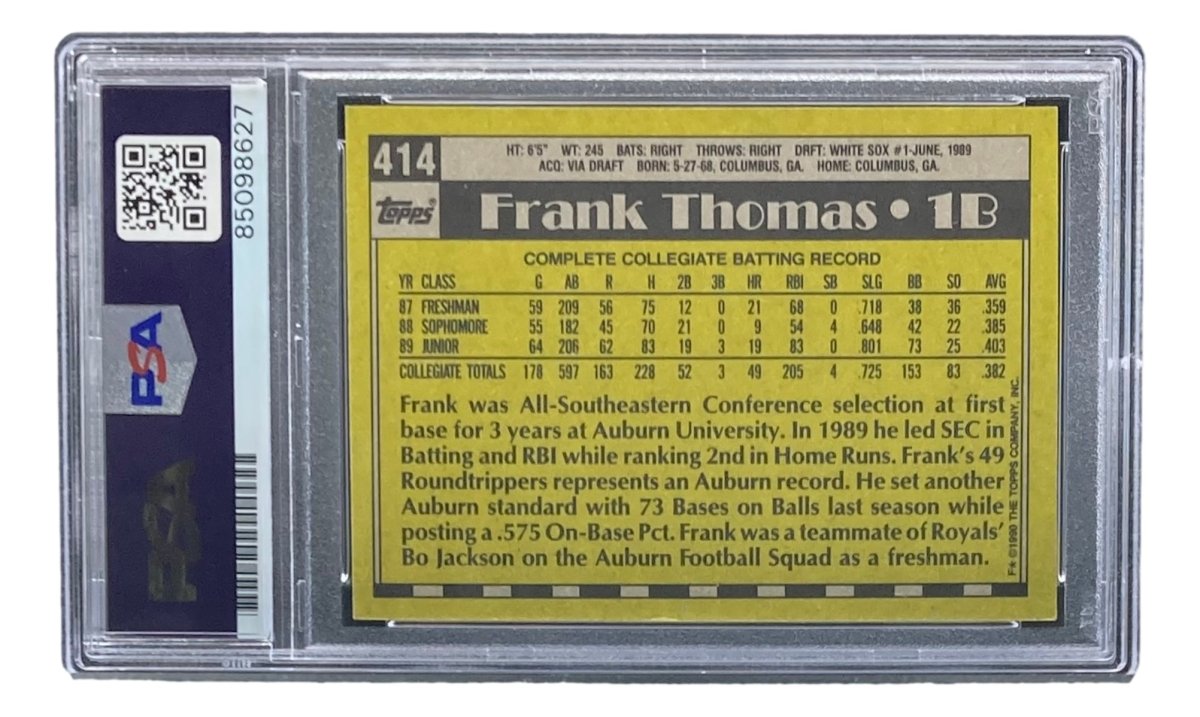 PSA
85098627
PSA
414
HT: 6'5" WT: 245 BATS: RIGHT THROWS: RIGHT DRFT: WHITE SOX #1-JUNE, 1989
ACQ: VIA DRAFT BORN: 5-27-68, COLUMBUS, GA. HOME: COLUMBUS, GA.
Topps® Frank Thomas • 1B
COMPLETE COLLEGIATE BATTING RECORD
YR CLASS G AB R H 2B 3B HR RBI SB SLG BB SO AVG
87 FRESHMAN 59 209 56 75 12 0 21 68 0 .718 38 36 .359
88 SOPHOMORE 55 182 45 70 21 0 9 54 4 .648 42 22 .385
89 JUNIOR 64 206 62 83 19 3 19 83 0 .801 73 25 .403
COLLEGIATE TOTALS 178 597 163 228 52 3 49 205 4 .725 153 83 .382
Frank was All-Southeastern Conference selection at first
base for 3 years at Auburn University. In 1989 he led SEC in
Batting and RBI while ranking 2nd in Home Runs. Frank's 49
Roundtrippers represents an Auburn record. He set another
Auburn standard with 73 Bases on Balls last season while
posting a .575 On-Base Pct. Frank was a teammate of Royals'
Bo Jackson on the Auburn Football Squad as a freshman.
F* ©1990 THE TOPPS COMPANY, INC.